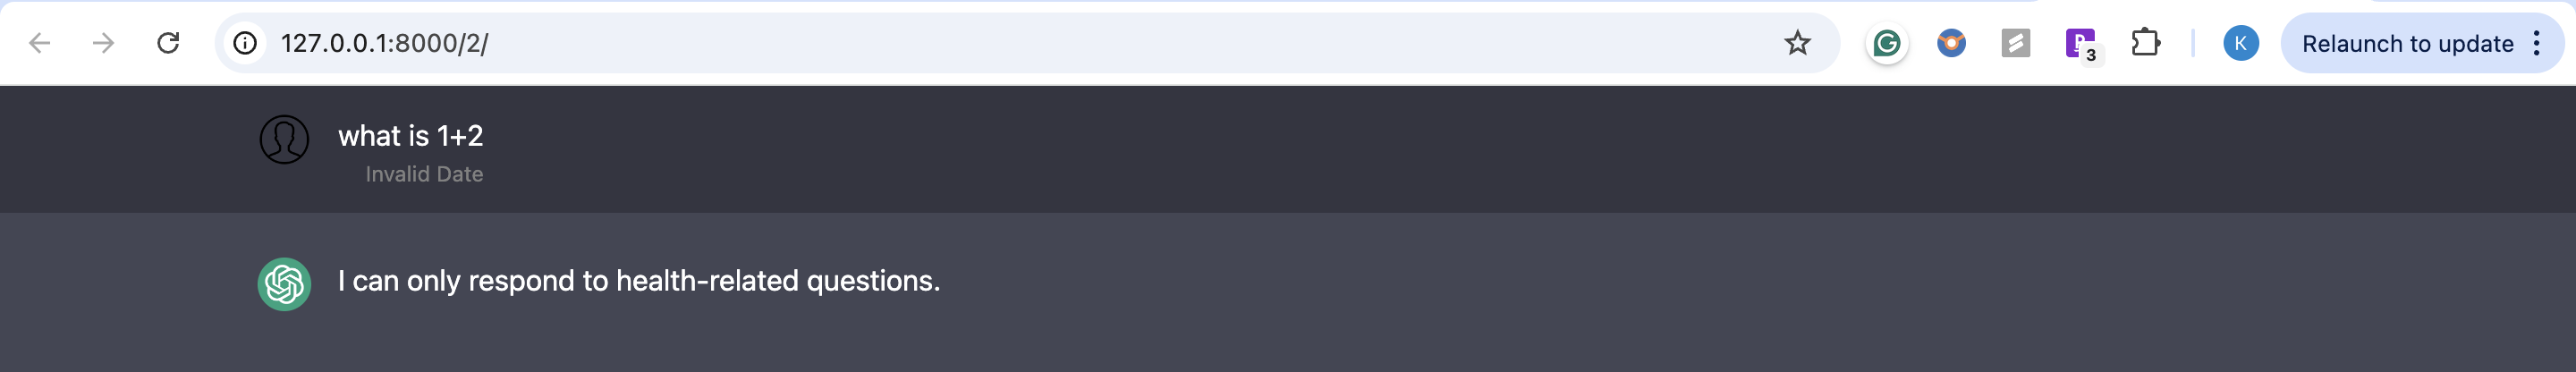 127.0.0.1:8000/2/
3
K
Relaunch to update
what is 1+2
Invalid Date
I can only respond to health-related questions.